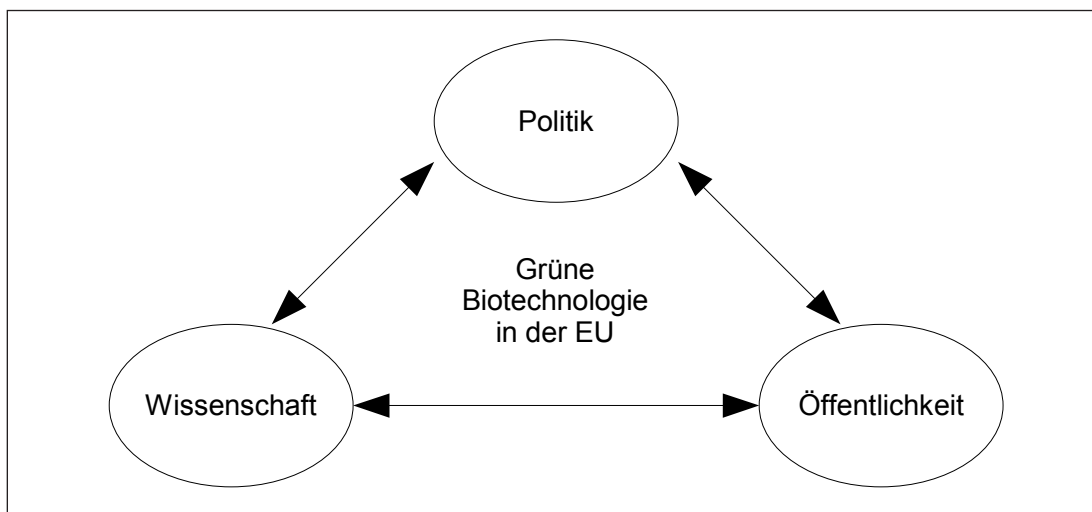 Politik
Grüne
Biotechnologie
in der EU
Wissenschaft
Öffentlichkeit